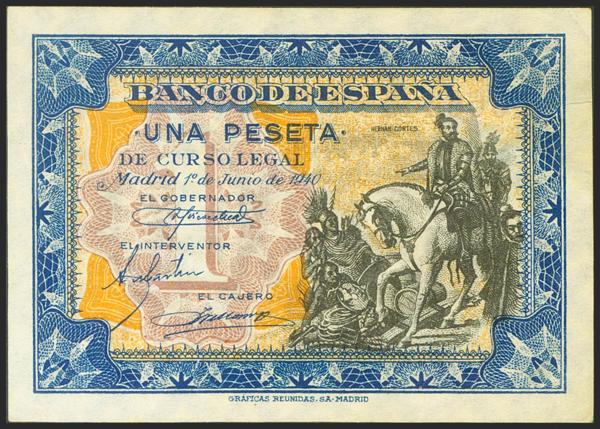 BANCO DE ESPAÑA
UNA PESETA
HERNAN CORTES
DE CURSO LEGAL
Madrid 1º de Junio de 1940
EL GOBERNADOR
EL INTERVENTOR
EL CAJERO
1
GRÁFICAS REUNIDAS, S.A.-MADRID